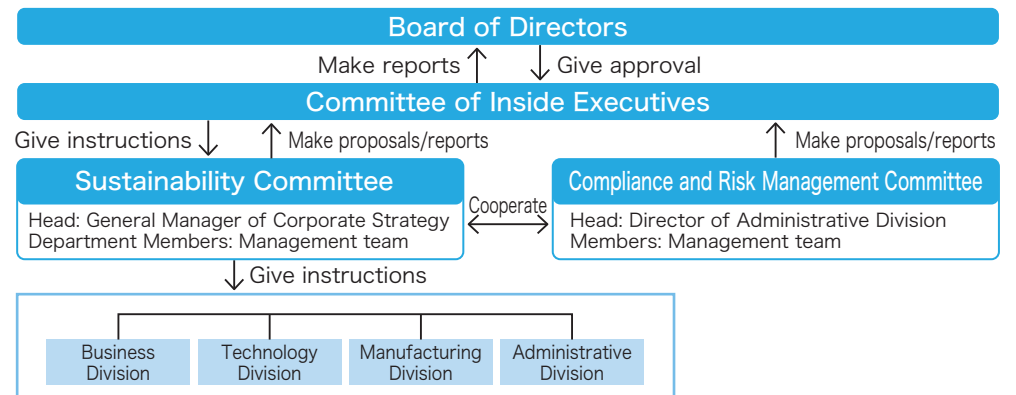 Board of Directors
Make reports
Give approval
Committee of Inside Executives
Give instructions
Make proposals/reports
Make proposals/reports
Sustainability Committee
Head: General Manager of Corporate Strategy
Department Members: Management team
Cooperate
Compliance and Risk Management Committee
Head: Director of Administrative Division
Members: Management team
Give instructions
Business
Division
Technology
Division
Manufacturing
Division
Administrative
Division